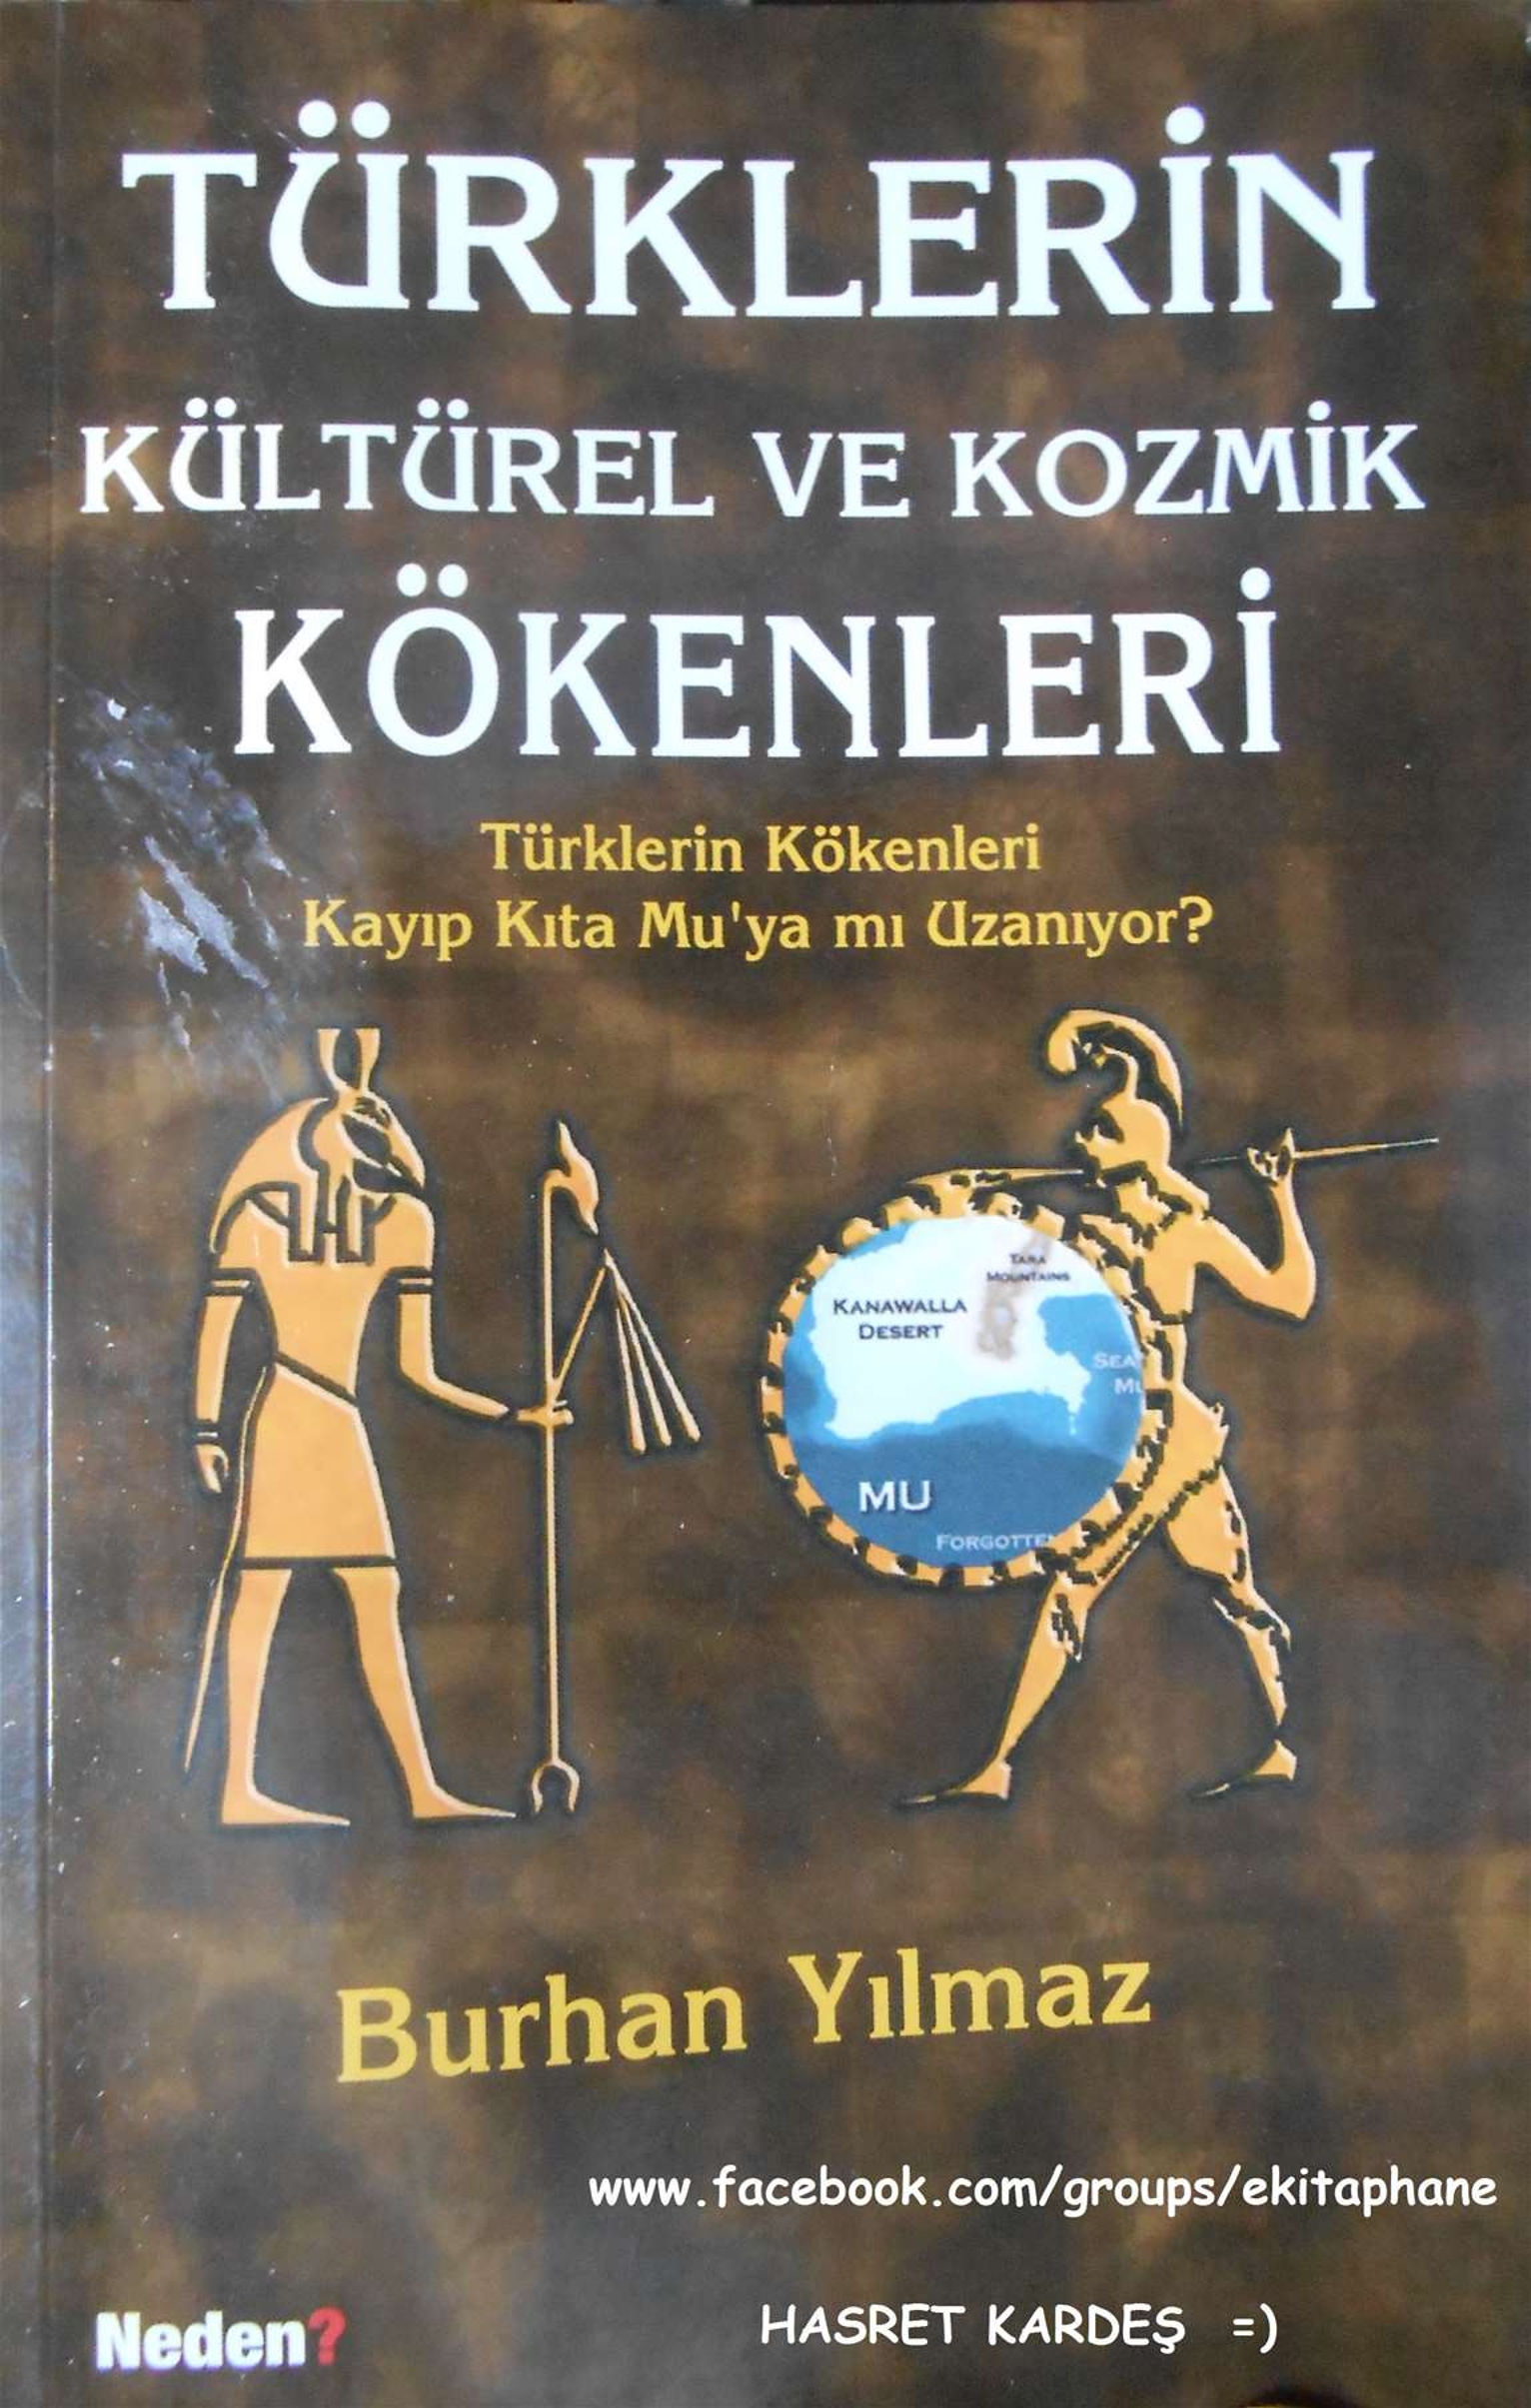 TÜRKLERİN
KÜLTÜREL VE KOZMİK
KÖKENLERİ
Türklerin Kökenleri
Kayıp Kıta Mu'ya mı Uzanıyor?
TARA
MOUNTAINS
KANAWALLA
DESERT
SEA
MU
MU
FORGOTTEN
Burhan Yılmaz
www.facebook.com/groups/ekitaphane
HASRET KARDEŞ =)
Neden?